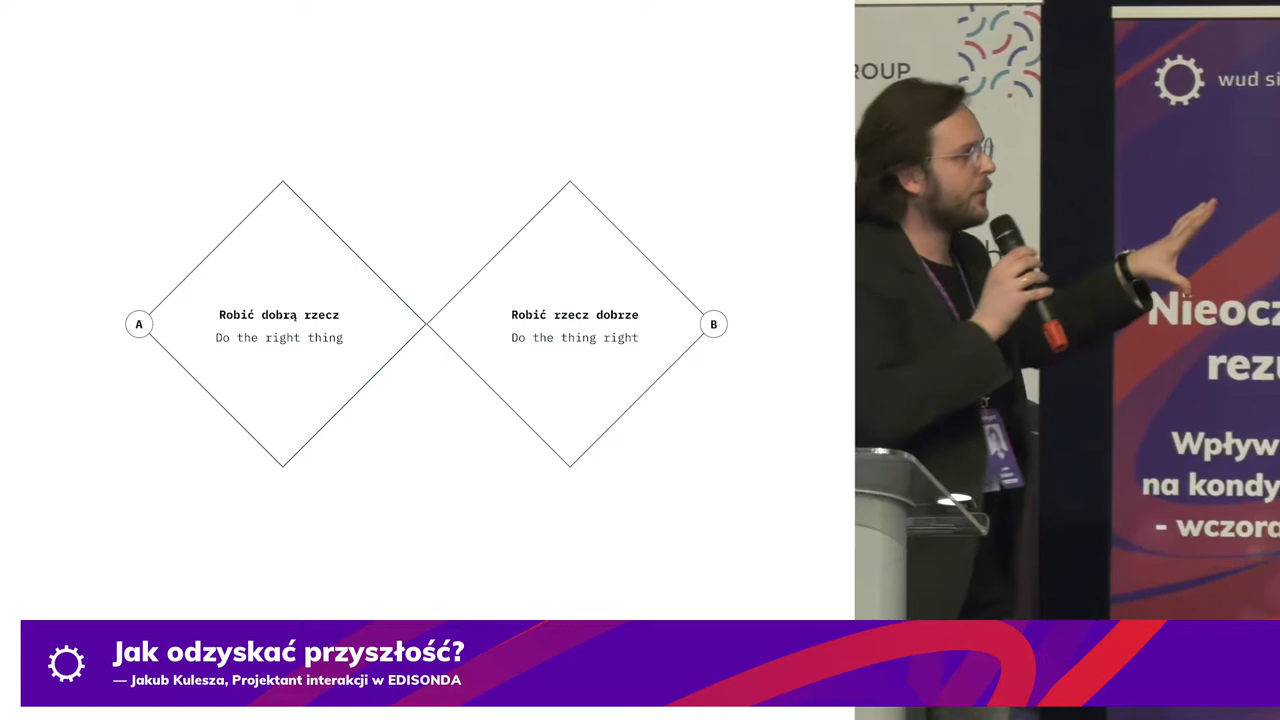 A
Robić dobrą rzecz
Do the right thing
Robić rzecz dobrze
Do the thing right
B
ROUP
wud si
Nieocz
rezu
Wpływ
na kondy
- wczora
Jak odzyskać przyszłość?
— Jakub Kulesza, Projektant interakcji w EDISONDA